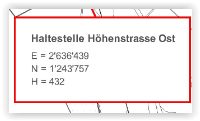 Haltestelle Höhenstrasse Ost
E = 2'636'439
N = 1'243'757
H = 432